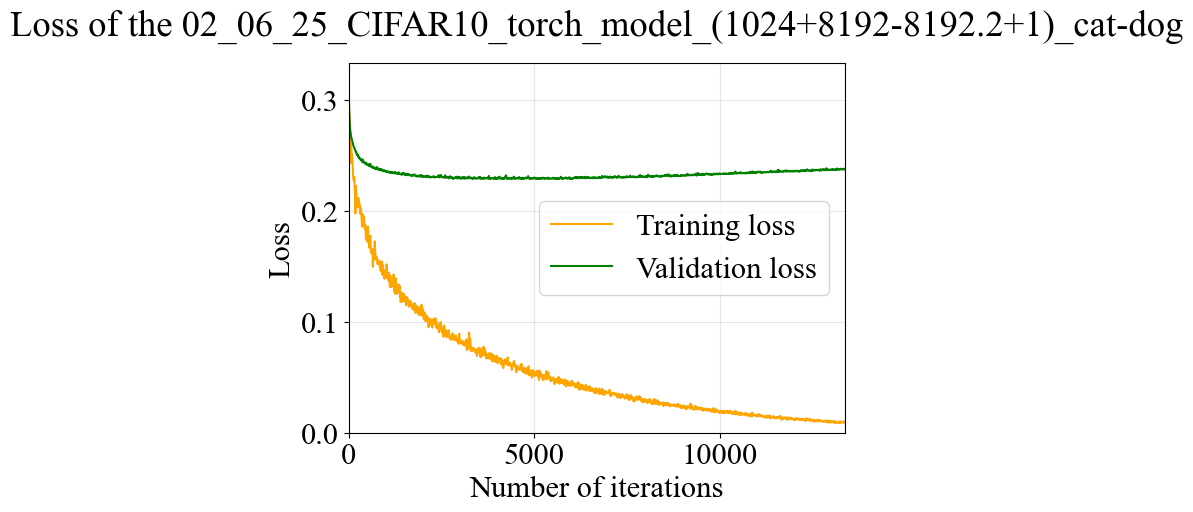 Loss of the 02_06_25_CIFAR10_torch_model_(1024+8192-8192.2+1)_cat-dog
0.3
0.2
0.1
0.0
Loss
Training loss
Validation loss
0 5000 10000
Number of iterations